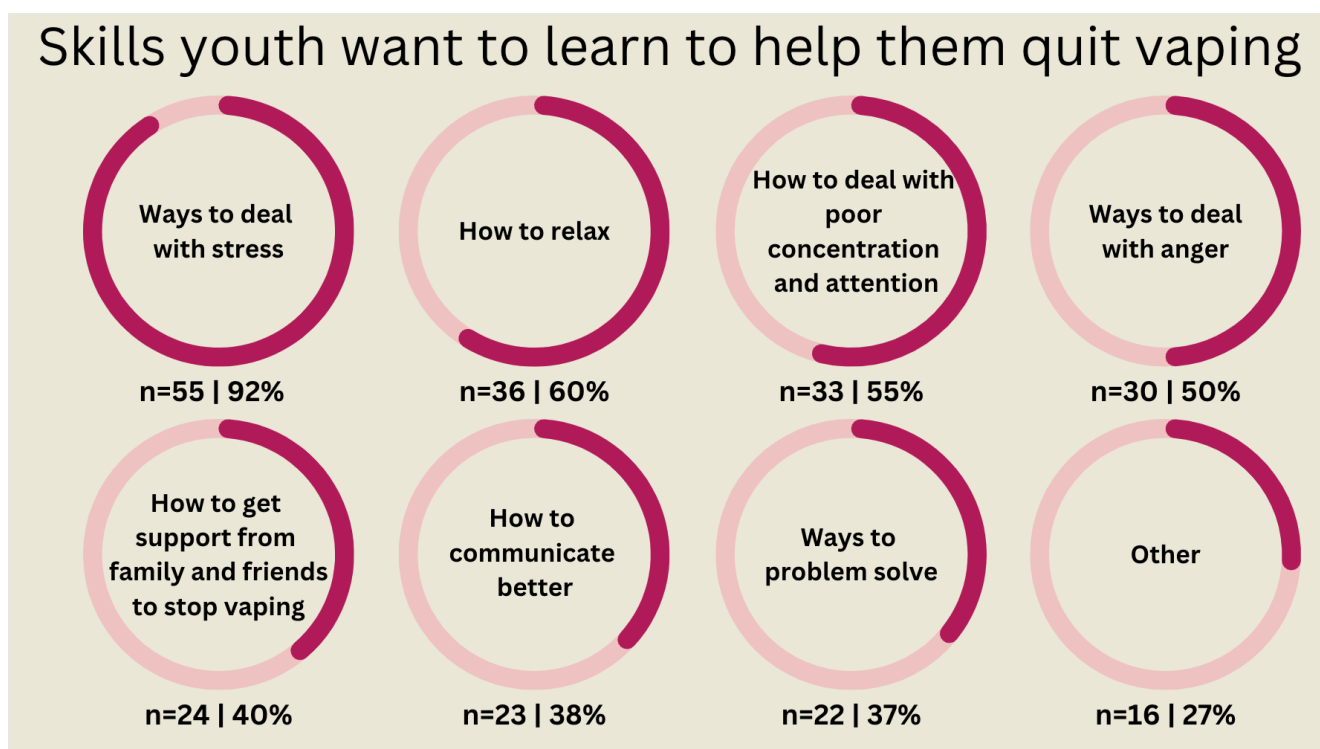 Skills youth want to learn to help them quit vaping
Ways to deal
with stress
n=55 | 92%
How to relax
n=36 | 60%
How to deal with
poor
concentration
and attention
n=33 | 55%
Ways to deal
with anger
n=30 | 50%
How to get
support from
family and friends
to stop vaping
n=24 | 40%
How to
communicate
better
n=23 | 38%
Ways to
problem solve
n=22 | 37%
Other
n=16 | 27%